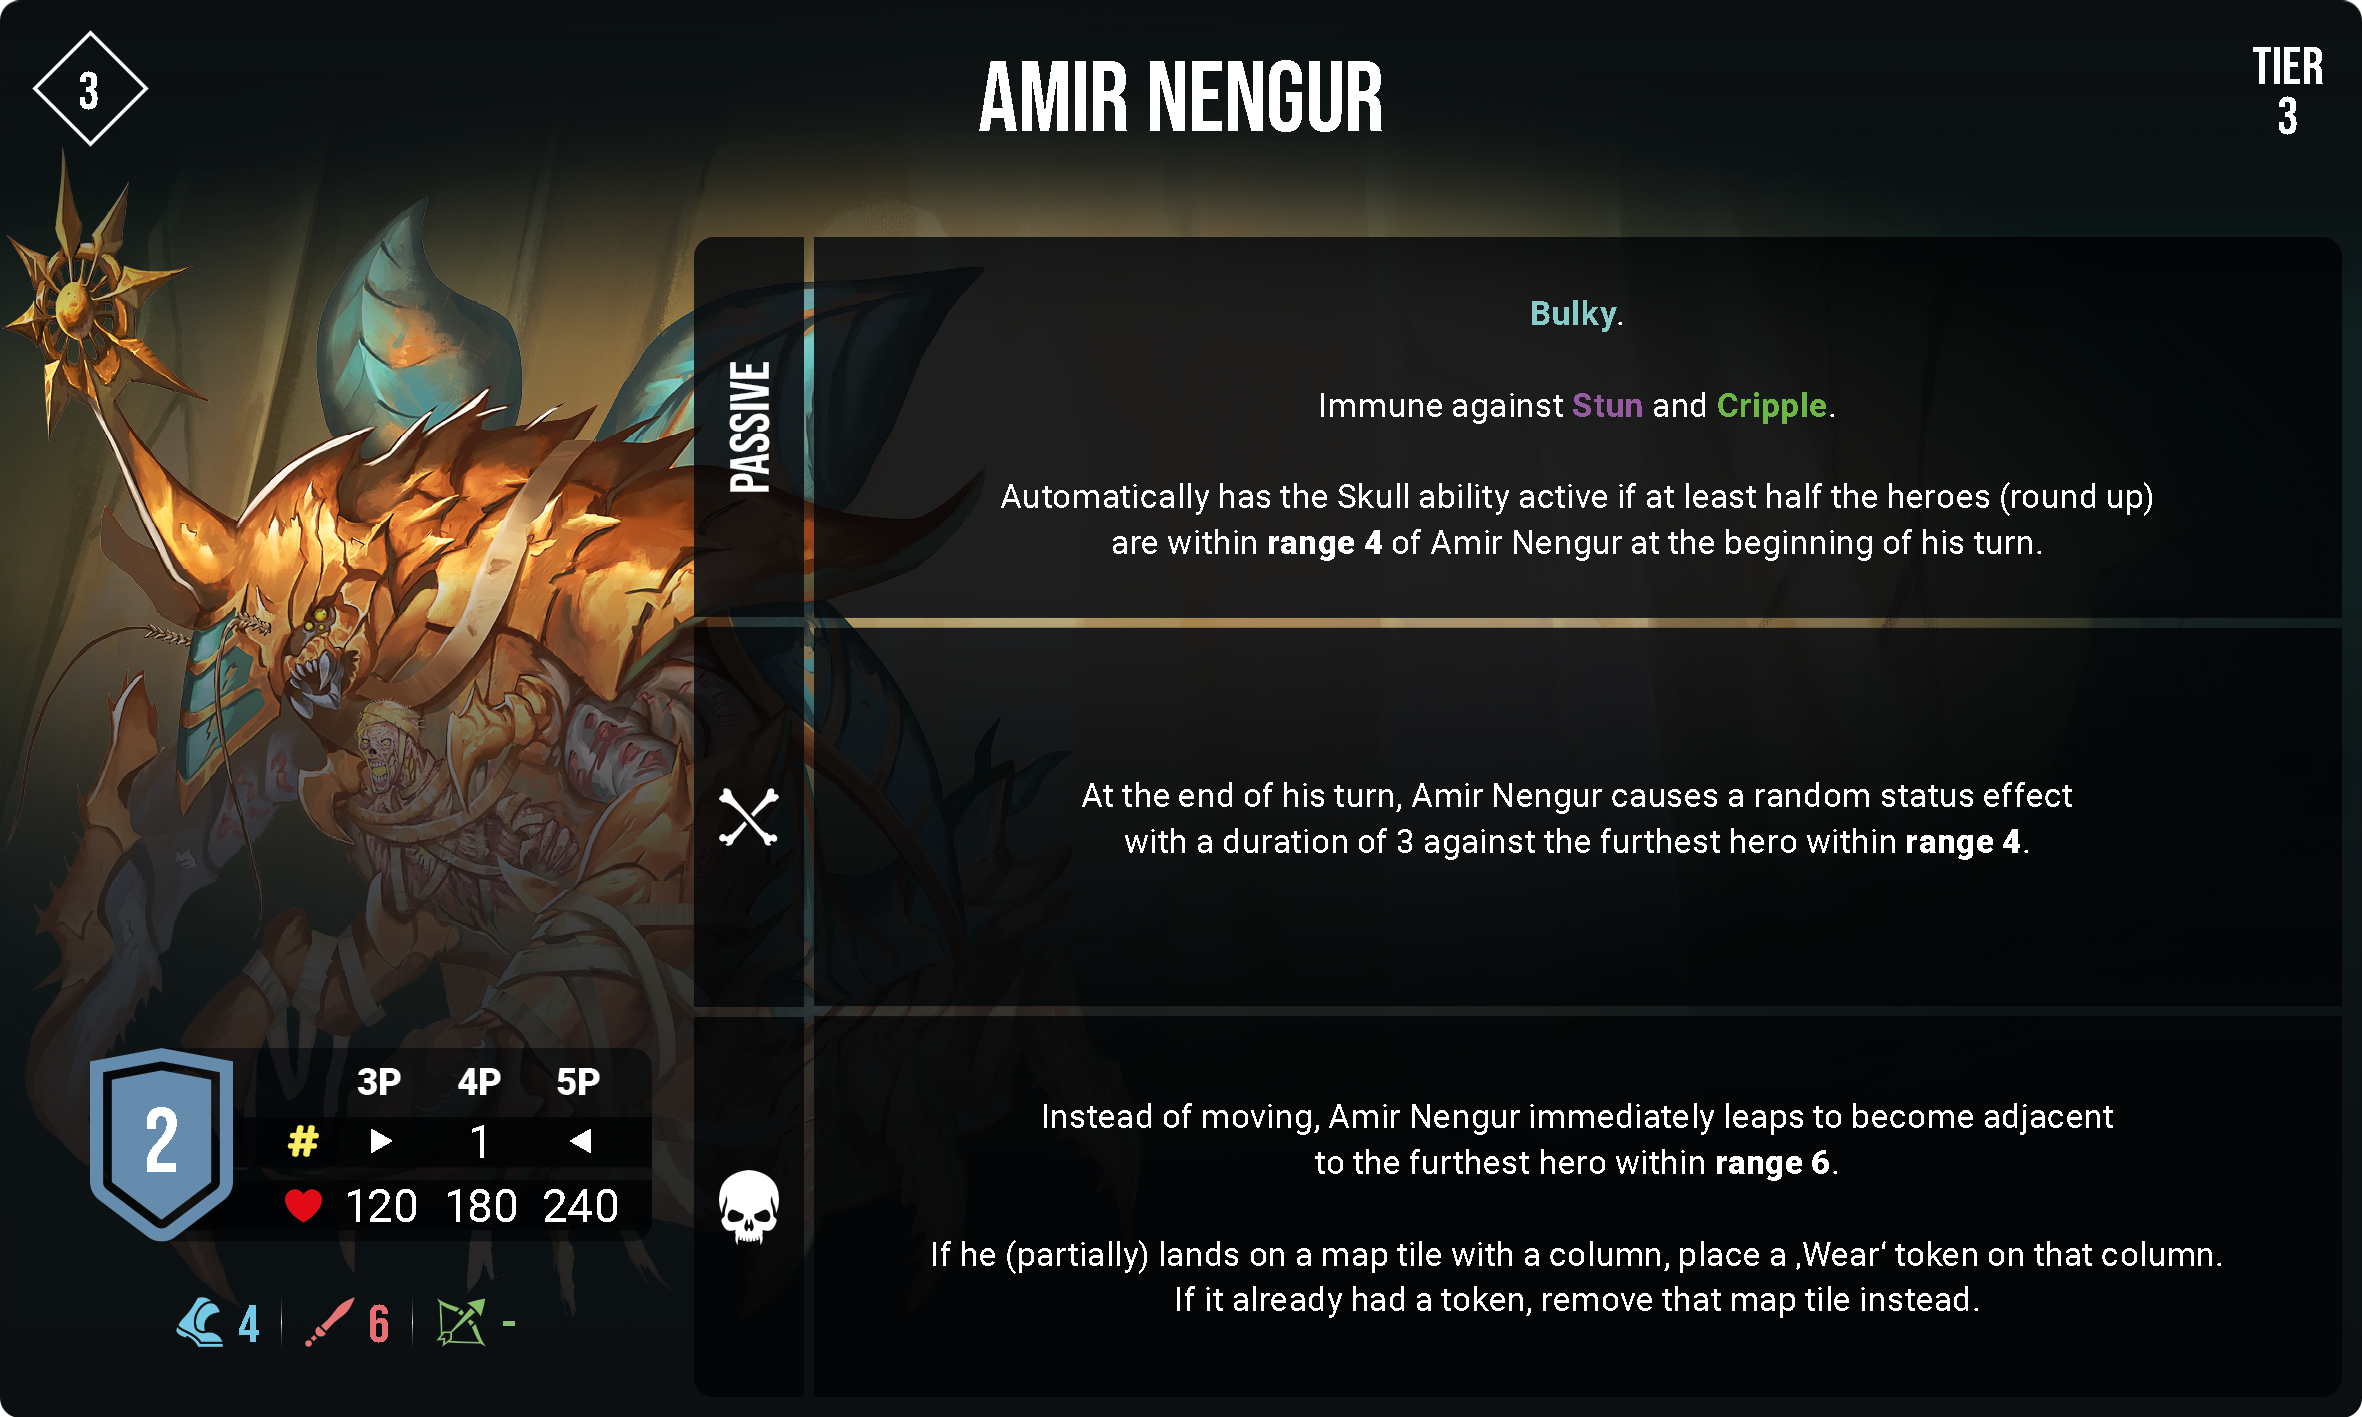 3
AMIR NENGUR
TIER
3
PASSIVE
Bulky.
Immune against Stun and Cripple.
Automatically has the Skull ability active if at least half the heroes (round up)
are within range 4 of Amir Nengur at the beginning of his turn.
At the end of his turn, Amir Nengur causes a random status effect
with a duration of 3 against the furthest hero within range 4.
Instead of moving, Amir Nengur immediately leaps to become adjacent
to the furthest hero within range 6.
If he (partially) lands on a map tile with a column, place a ‚Wear‘ token on that column.
If it already had a token, remove that map tile instead.
2
3P 4P 5P
# ▶ 1 ◀
120 180 240
4 6 -